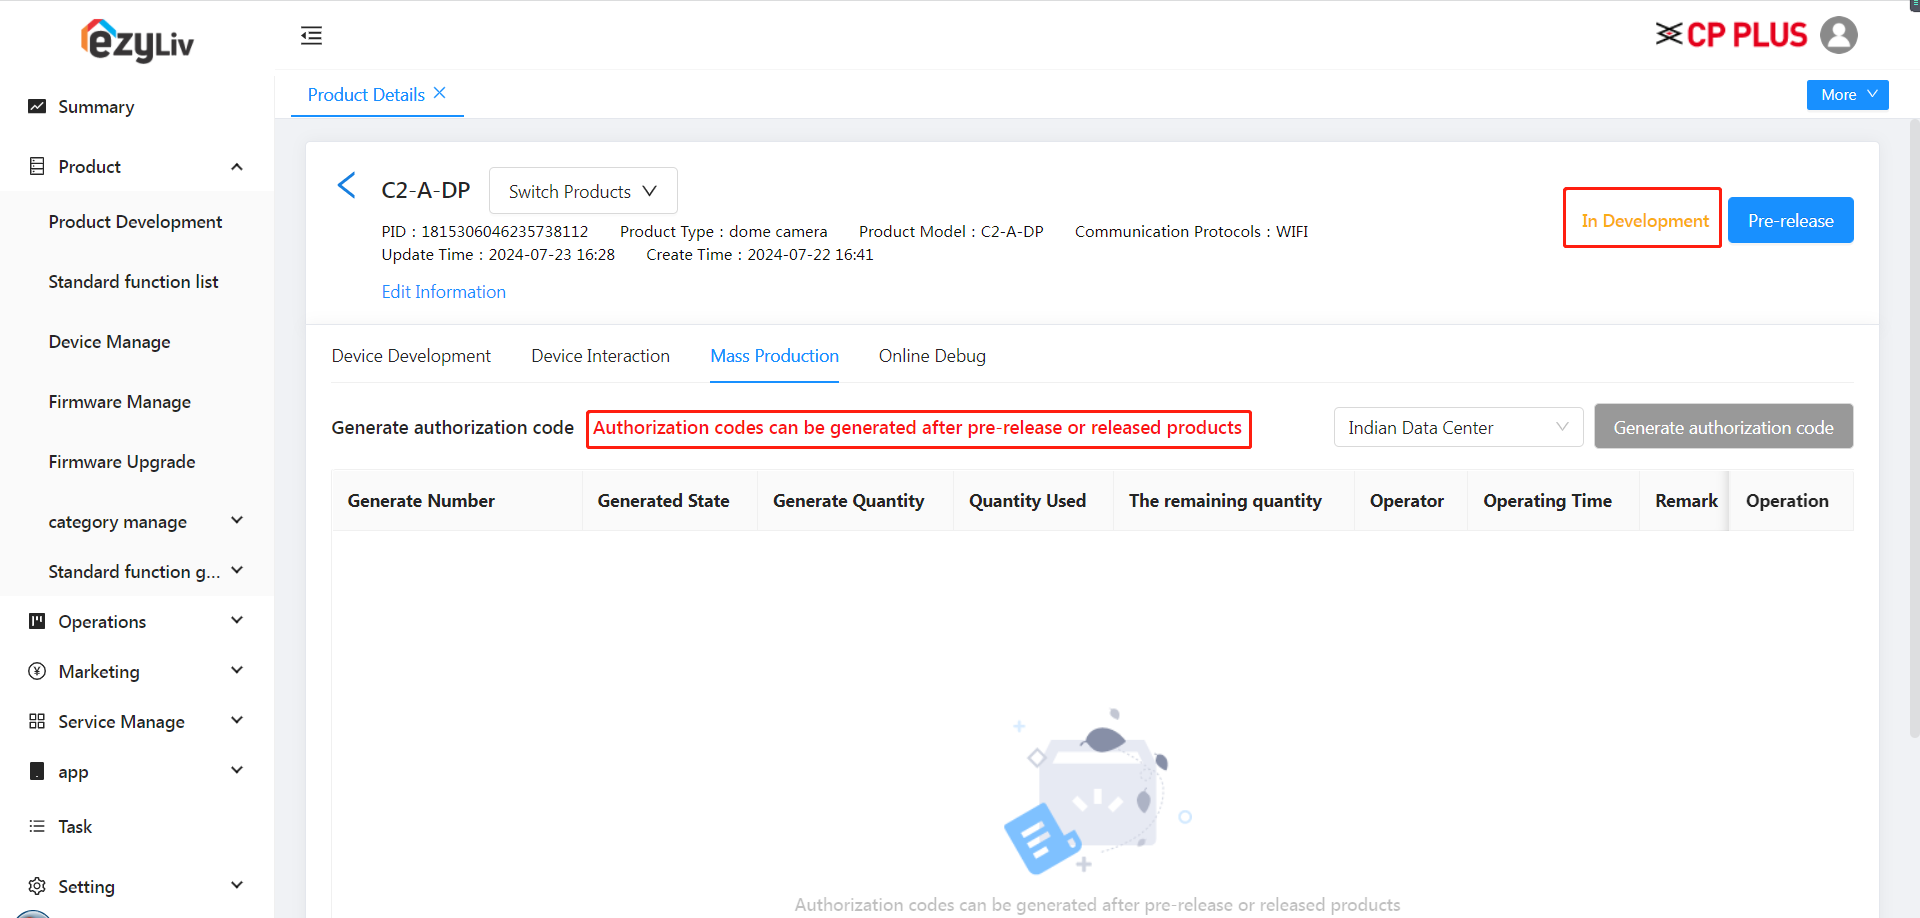 ezyLiv
CP PLUS
Summary
Product
Product Development
Standard function list
Device Manage
Firmware Manage
Firmware Upgrade
category manage
Standard function g...
Operations
Marketing
Service Manage
app
Task
Setting
Product Details
More
C2-A-DP
Switch Products
PID : 1815306046235738112 Product Type : dome camera Product Model : C2-A-DP Communication Protocols : WIFI
Update Time : 2024-07-23 16:28 Create Time : 2024-07-22 16:41
Edit Information
In Development
Pre-release
Device Development Device Interaction Mass Production Online Debug
Generate authorization code Authorization codes can be generated after pre-release or released products Indian Data Center Generate authorization code
Generate Number Generated State Generate Quantity Quantity Used The remaining quantity Operator Operating Time Remark Operation
Authorization codes can be generated after pre-release or released products